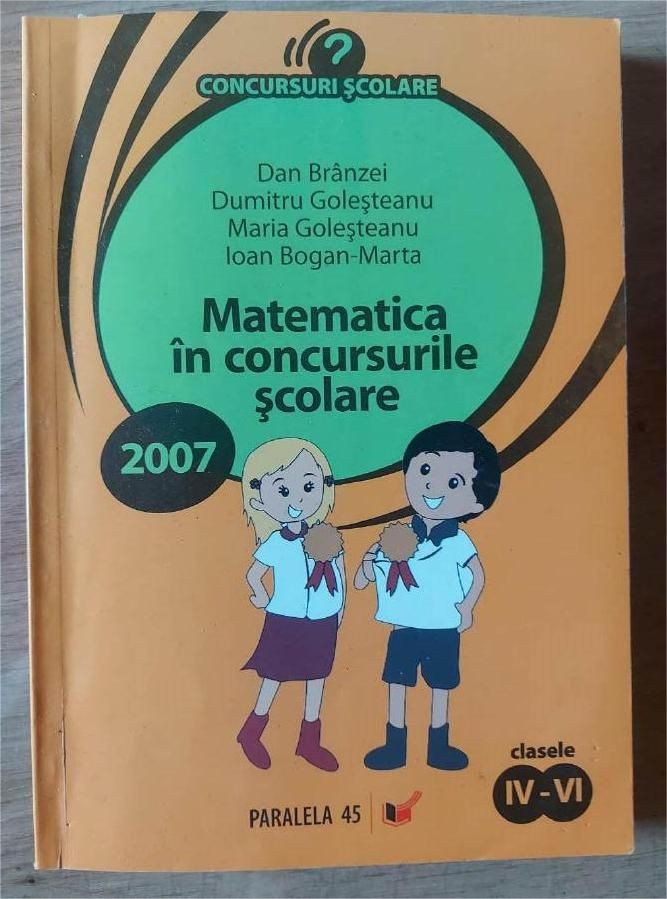 CONCURSURI ŞCOLARE
Dan Brânzei
Dumitru Goleşteanu
Maria Goleşteanu
Ioan Bogan-Marta
Matematica
în concursurile
şcolare
2007
clasele
IV - VI
PARALELA 45